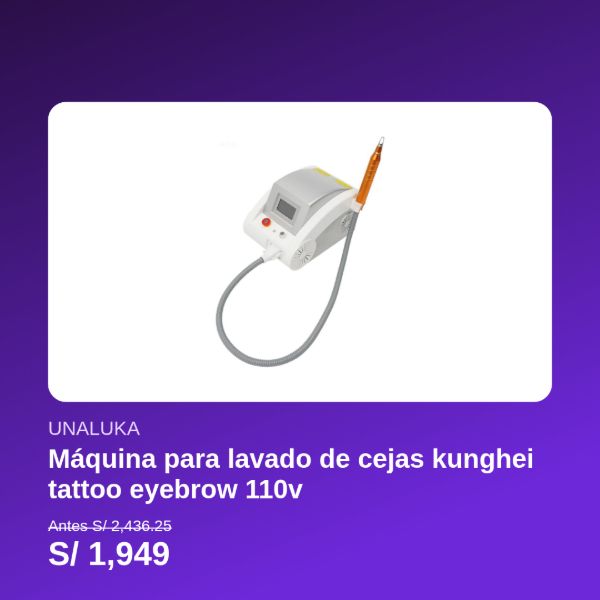 UNALUKA
Máquina para lavado de cejas kunghei
tattoo eyebrow 110v
Antes S/ 2,436.25
S/ 1,949